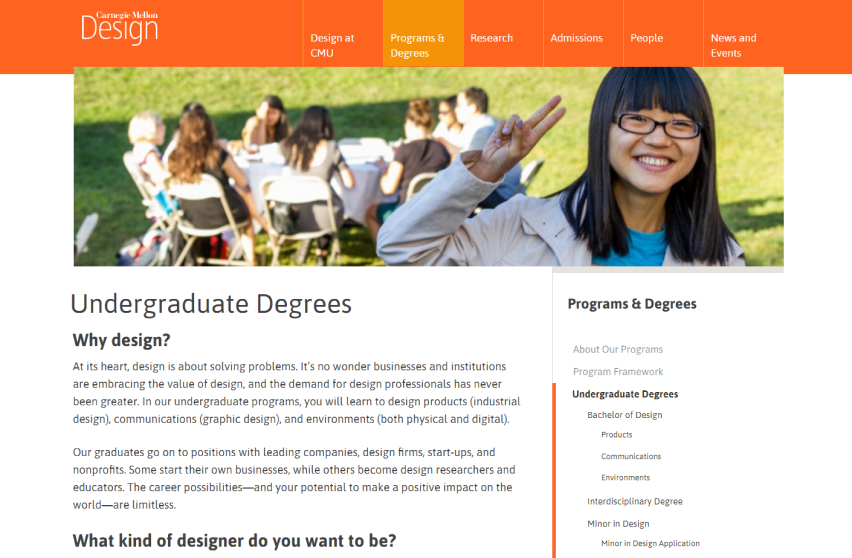 Carnegie Mellon
Design
Design at
CMU
Programs &
Degrees
Research
Admissions
People
News and
Events
Undergraduate Degrees
Why design?
At its heart, design is about solving problems. It's no wonder businesses and institutions
are embracing the value of design, and the demand for design professionals has never
been greater. In our undergraduate programs, you will learn to design products (industrial
design), communications (graphic design), and environments (both physical and digital).
Our graduates go on to positions with leading companies, design firms, start-ups, and
nonprofits. Some start their own businesses, while others become design researchers and
educators. The career possibilities—and your potential to make a positive impact on the
world—are limitless.
What kind of designer do you want to be?
Programs & Degrees
About Our Programs
Program Framework
Undergraduate Degrees
Bachelor of Design
Products
Communications
Environments
Interdisciplinary Degree
Minor in Design
Minor in Design Application